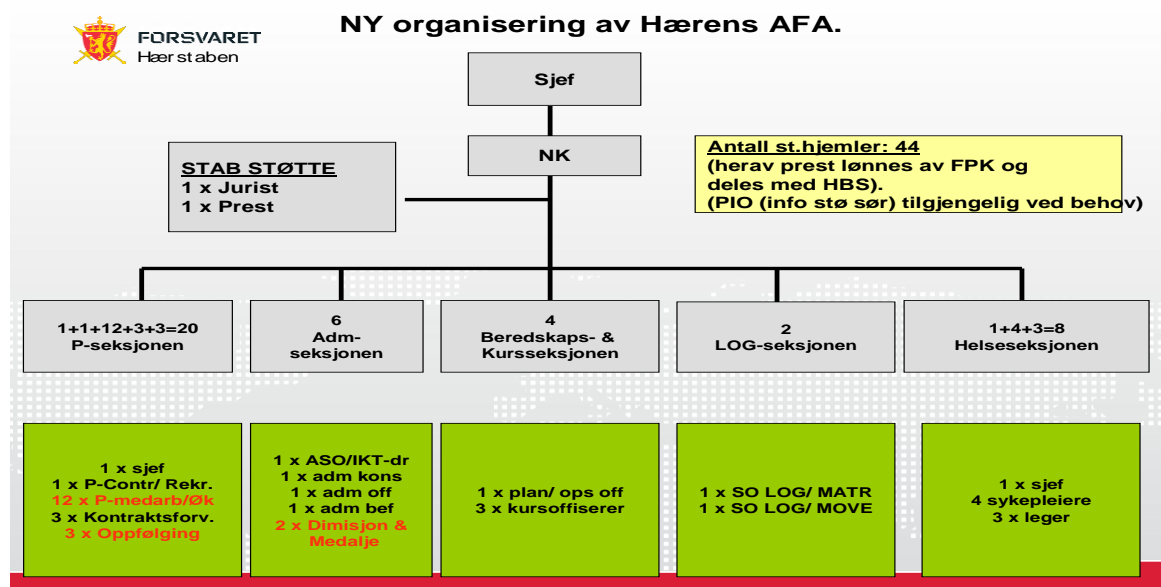 NY organisering av Hærens AFA.
FORSVARET
Hærstaben
Sjef
NK
STAB STØTTE
1 x Jurist
1 x Prest
Antall st.hjemler: 44
(herav prest lønnes av FPK og
deles med HBS).
(PIO (info stø sør) tilgjengelig ved behov)
1+1+12+3+3=20
P-seksjonen
6
Adm-
seksjonen
4
Beredskaps- &
Kursseksjonen
2
LOG-seksjonen
1+4+3=8
Helseseksjonen
1 x sjef
1 x P-Contr/ Rekr.
12 x P-medarb/Øk
3 x Kontraktsforv.
3 x Oppfølging
1 x ASO/IKT-dr
1 x adm kons
1 x adm off
1 x adm bef
2 x Dimisjon &
Medalje
1 x plan/ ops off
3 x kursoffiserer
1 x SO LOG/ MATR
1 x SO LOG/ MOVE
1 x sjef
4 sykepleiere
3 x leger